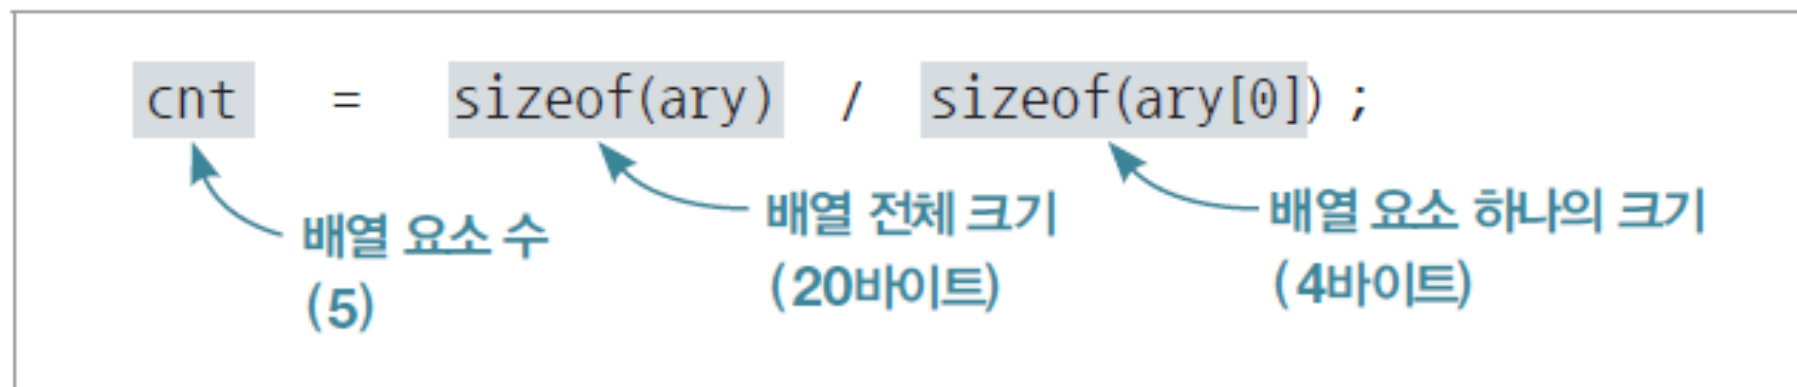 cnt = sizeof(ary) / sizeof(ary[0]) ;
배열 요소 수
(5)
배열 전체 크기
(20바이트)
배열 요소 하나의 크기
(4바이트)